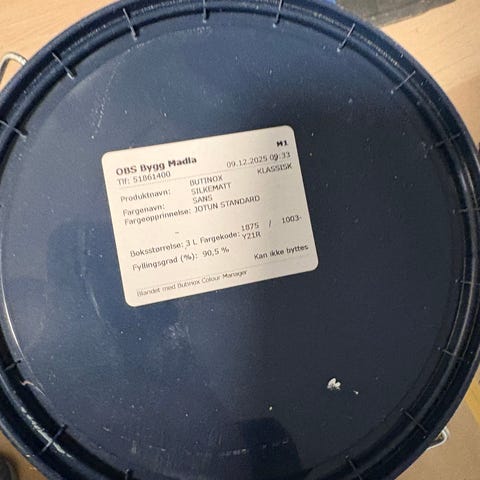 M1
OBS Bygg Madla 09.12.2025 09:33
Tlf: 51861400 KLASSISK
Produktnavn: BUTINOX
SILKEMATT
Fargenavn: SANS
Fargeopprinnelse: JOTUN STANDARD
-
Boksstørrelse: 3 L Fargekode: 1875 / 1003-
Y21R
Fyllingsgrad (%): 90,5 % Kan ikke byttes
Blandet med Butinox Colour Manager